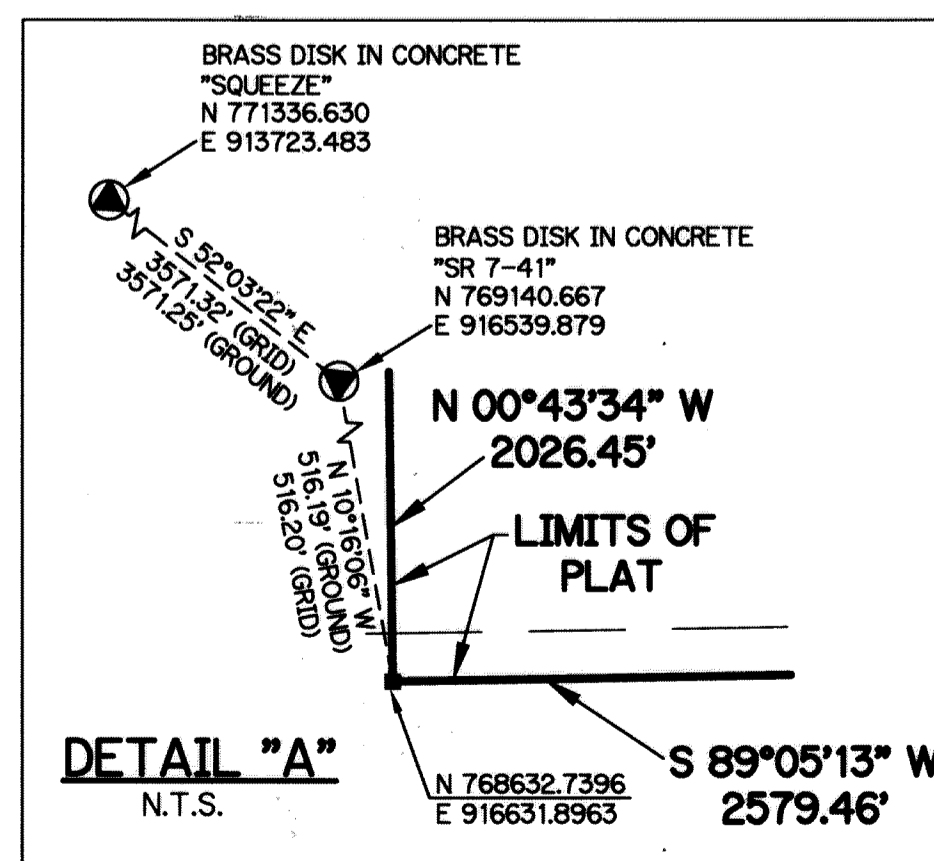 BRASS DISK IN CONCRETE
"SQUEEZE"
N 771336.630
E 913723.483
BRASS DISK IN CONCRETE
"SR 7-41"
N 769140.667
E 916539.879
S 52°03'22" E
3571.32' (GRID)
3571.25' (GROUND)
N 00°43'34" W
2026.45'
N 10°16'06" W
516.19' (GROUND)
516.20' (GRID)
LIMITS OF
PLAT
DETAIL "A"
N.T.S.
N 768632.7396
E 916631.8963
S 89°05'13" W
2579.46'